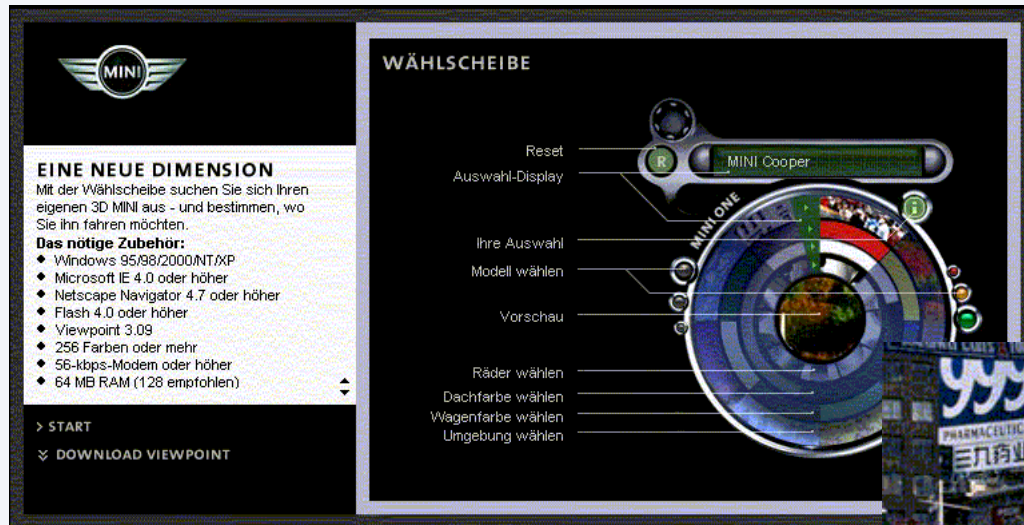 MINI
EINE NEUE DIMENSION
Mit der Wählscheibe suchen Sie sich Ihren
eigenen 3D MINI aus - und bestimmen, wo
Sie ihn fahren möchten.
Das nötige Zubehör:
Windows 95/98/2000/NT/XP
Microsoft IE 4.0 oder höher
Netscape Navigator 4.7 oder höher
Flash 4.0 oder höher
Viewpoint 3.09
256 Farben oder mehr
56-kbps-Modem oder höher
64 MB RAM (128 empfohlen)
> START
DOWNLOAD VIEWPOINT
WÄHLSCHEIBE
Reset
R
MINI Cooper
Auswahl-Display
MINI ONE
i
Ihre Auswahl
Modell wählen
Vorschau
Räder wählen
Dachfarbe wählen
Wagenfarbe wählen
Umgebung wählen
999
PHARMACEUTIC
三九药业